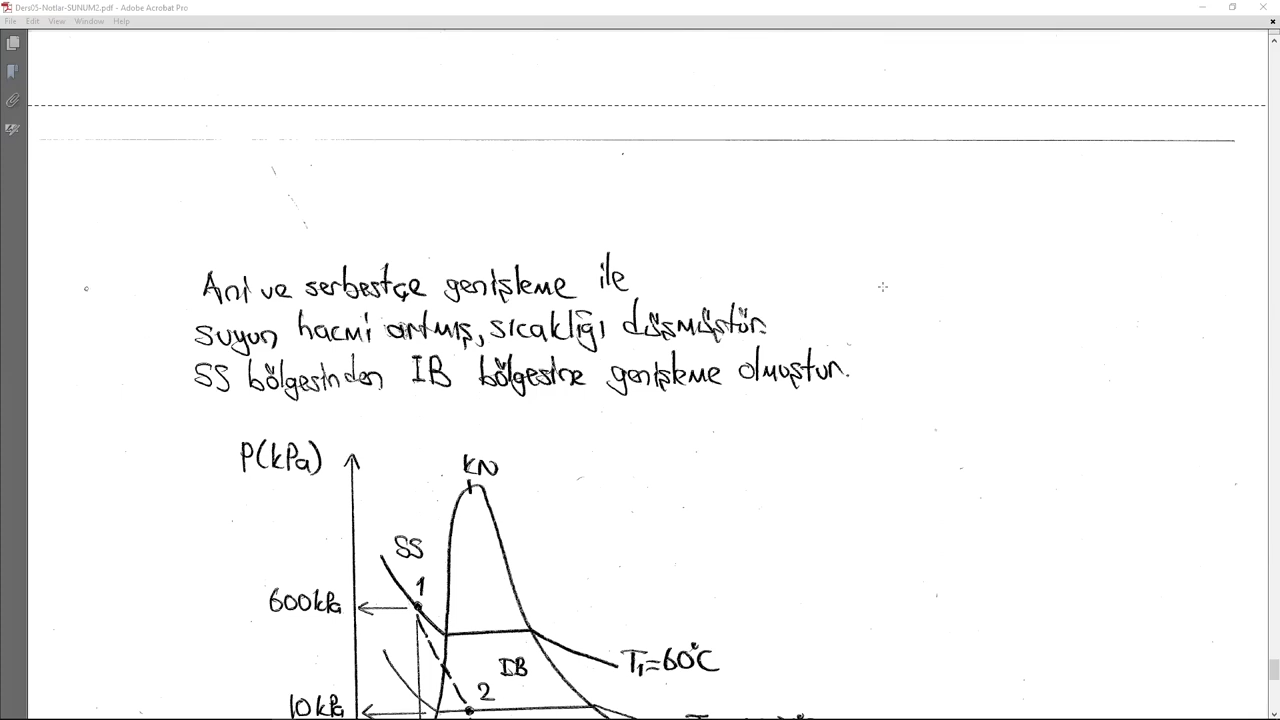 Ders05-Notlar-SUNUM2.pdf - Adobe Acrobat Pro
File Edit View Window Help
Ani ve serbestçe genişleme ile
suyun hacmi artmış, sıcaklığı düşmüştür.
SS bölgesinden IB bölgesine genişleme olmuştur.
P(kPa)
KN
SS
1
600kPa
T₁=60°C
IB
2
10kPa